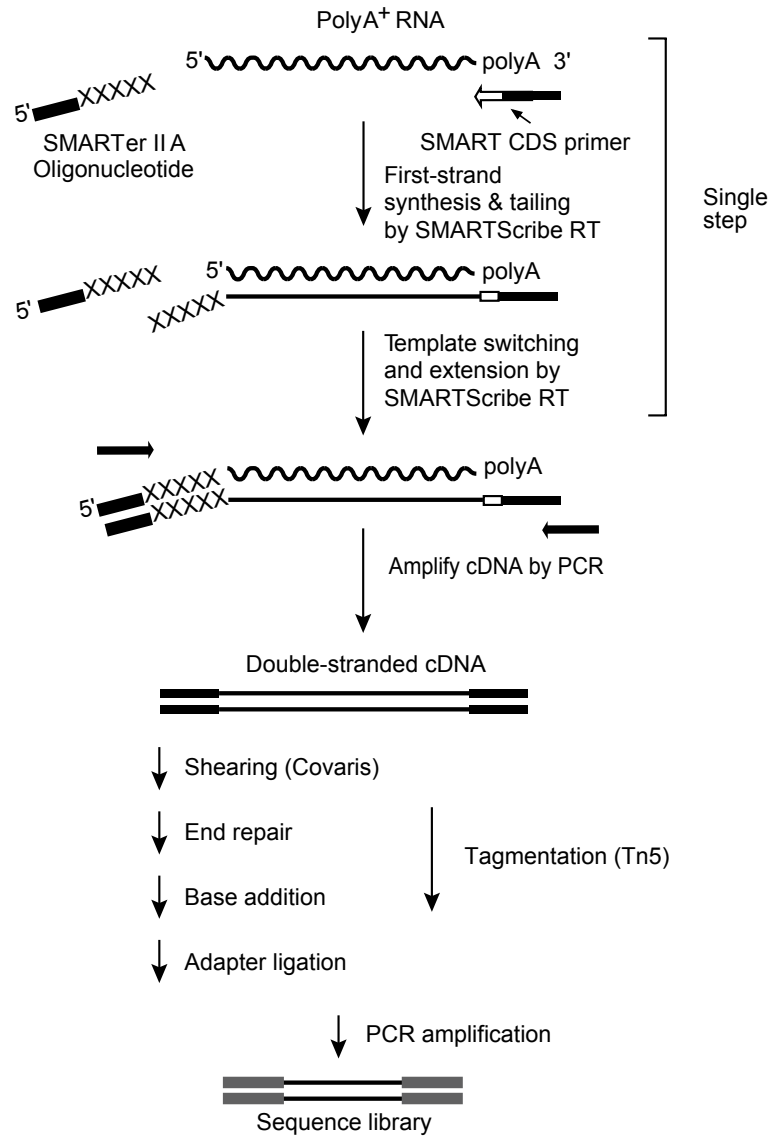 PolyA+ RNA
5'
polyA 3'
XXXXX
5'
SMARTer II A
Oligonucleotide
SMART CDS primer
First-strand
synthesis & tailing
by SMARTScribe RT
Single
step
5'
polyA
XXXXX
5'
XXXXX
Template switching
and extension by
SMARTScribe RT
polyA
XXXXX
5'
XXXXX
Amplify cDNA by PCR
Double-stranded cDNA
Shearing (Covaris)
End repair
Tagmentation (Tn5)
Base addition
Adapter ligation
PCR amplification
Sequence library